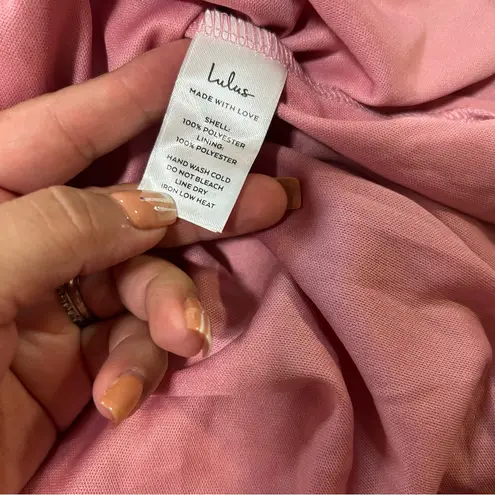 Lulus
MADE WITH LOVE
SHELL:
100% POLYESTER
LINING:
100% POLYESTER
HAND WASH COLD
DO NOT BLEACH
LINE DRY
IRON LOW HEAT